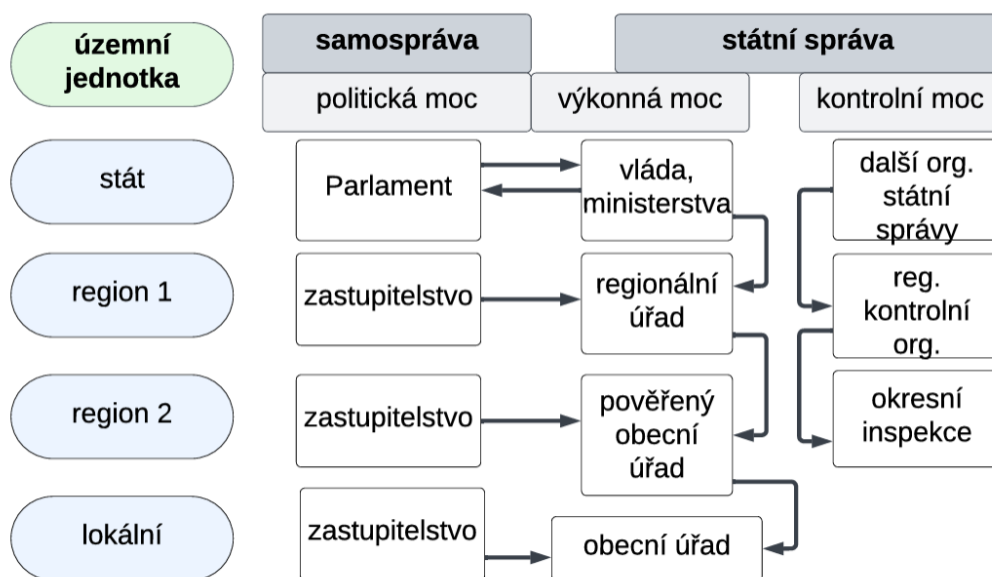 územní
jednotka
samospráva
státní správa
politická moc
výkonná moc
kontrolní moc
stát
Parlament
vláda,
ministerstva
další org.
státní
správy
region 1
zastupitelstvo
regionální
úřad
reg.
kontrolní
org.
region 2
zastupitelstvo
pověřený
obecní
úřad
okresní
inspekce
lokální
zastupitelstvo
obecní úřad